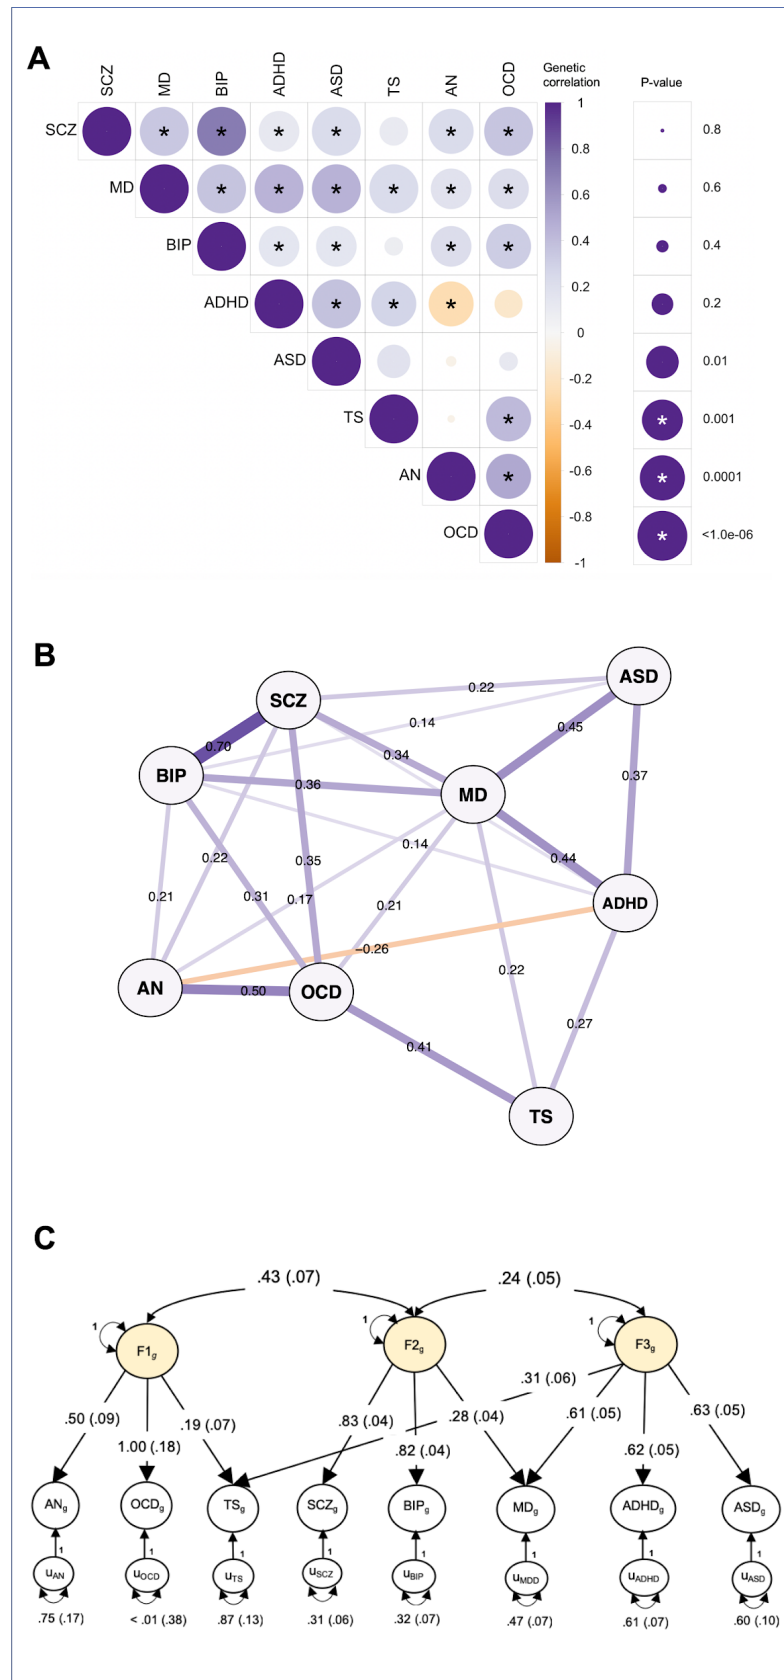 A
SCZ MD BIP ADHD ASD TS AN OCD
Genetic correlation
P-value
SCZ * * * * * *
MD * * * * * *
BIP * * * *
ADHD * * *
ASD
TS *
AN *
OCD
1
0.8
0.6
0.4
0.2
0
-0.2
-0.4
-0.6
-0.8
-1
0.8
0.6
0.4
0.2
0.01
* 0.001
* 0.0001
* <1.0e-06
B
ASD
SCZ
0.22
0.14
0.45
0.70
0.34
BIP
0.36
MD
0.37
0.14
0.44
0.22
0.35
0.21
0.31
0.17
0.21
ADHD
−0.26
AN
0.50
OCD
0.22
0.27
0.41
TS
C
.43 (.07) .24 (.05)
1 1 1
F1g F2g F3g
.31 (.06)
.50 (.09) .19 (.07) .83 (.04) .28 (.04) .61 (.05) .63 (.05)
1.00 (.18) .82 (.04) .62 (.05)
ANg OCDg TSg SCZg BIPg MDg ADHDg ASDg
1 1 1 1 1 1 1 1
uAN uOCD uTS uSCZ uBIP uMDD uADHD uASD
.75 (.17) < .01 (.38) .87 (.13) .31 (.06) .32 (.07) .47 (.07) .61 (.07) .60 (.10)